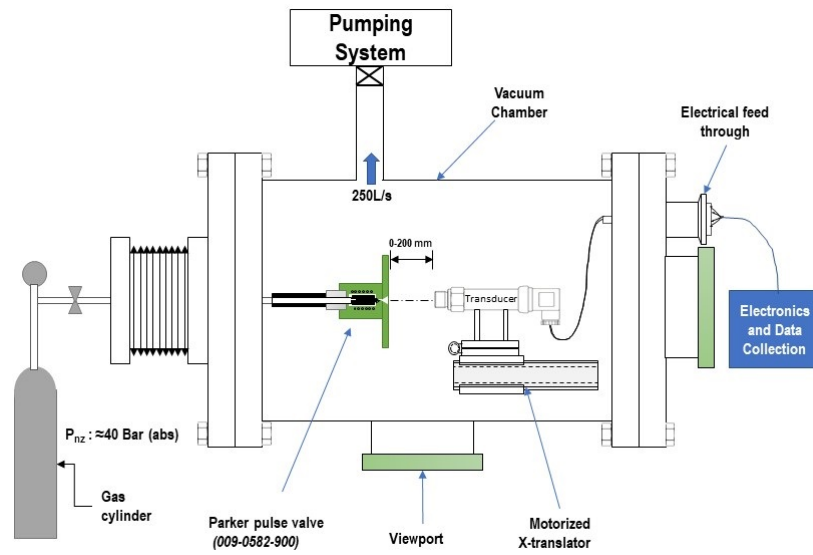 Pumping
System
Vacuum
Chamber
Electrical feed
through
250L/s
0-200 mm
Transducer
Electronics
and Data
Collection
Pnz : ≈40 Bar (abs)
Gas
cylinder
Parker pulse valve
(009-0582-900)
Viewport
Motorized
X-translator